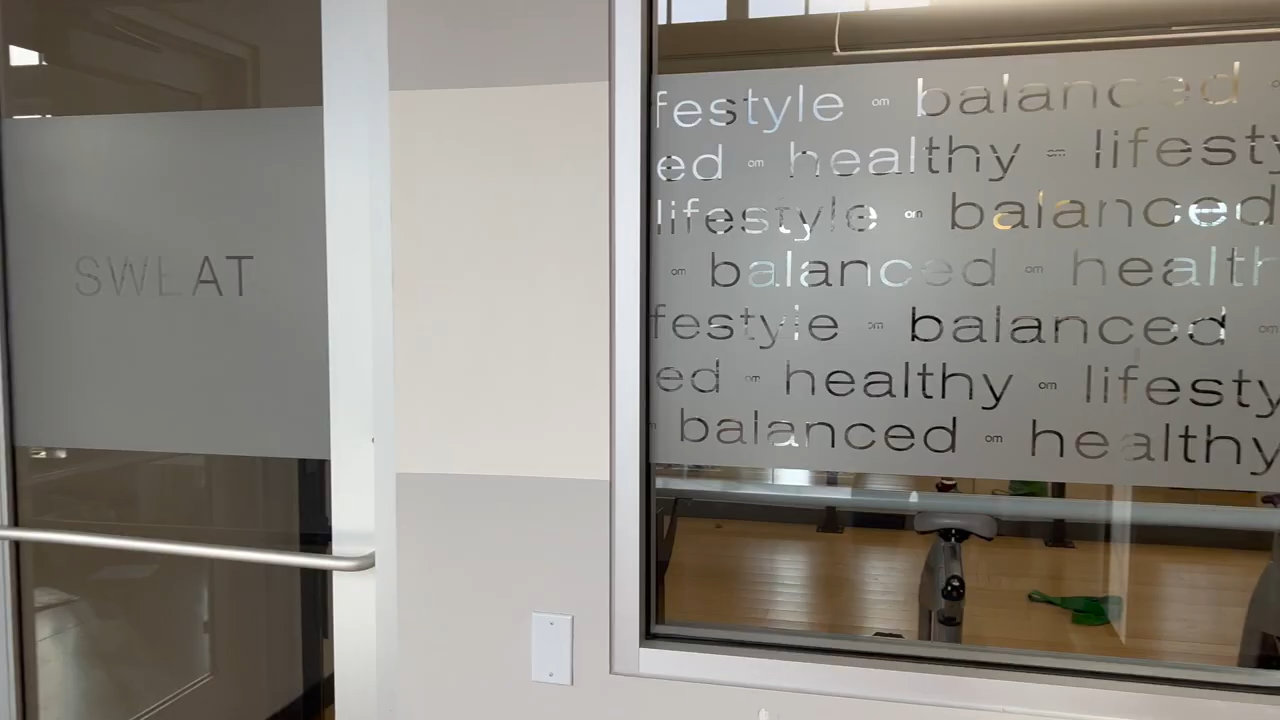 SWEAT
festyle - om - balanced
ed - om - healthy - om - lifesty
lifestyle - om - balanced
om - balanced - om - health
festyle - om - balanced - om
ed - om - healthy - om - lifesty
balanced - om - healthy